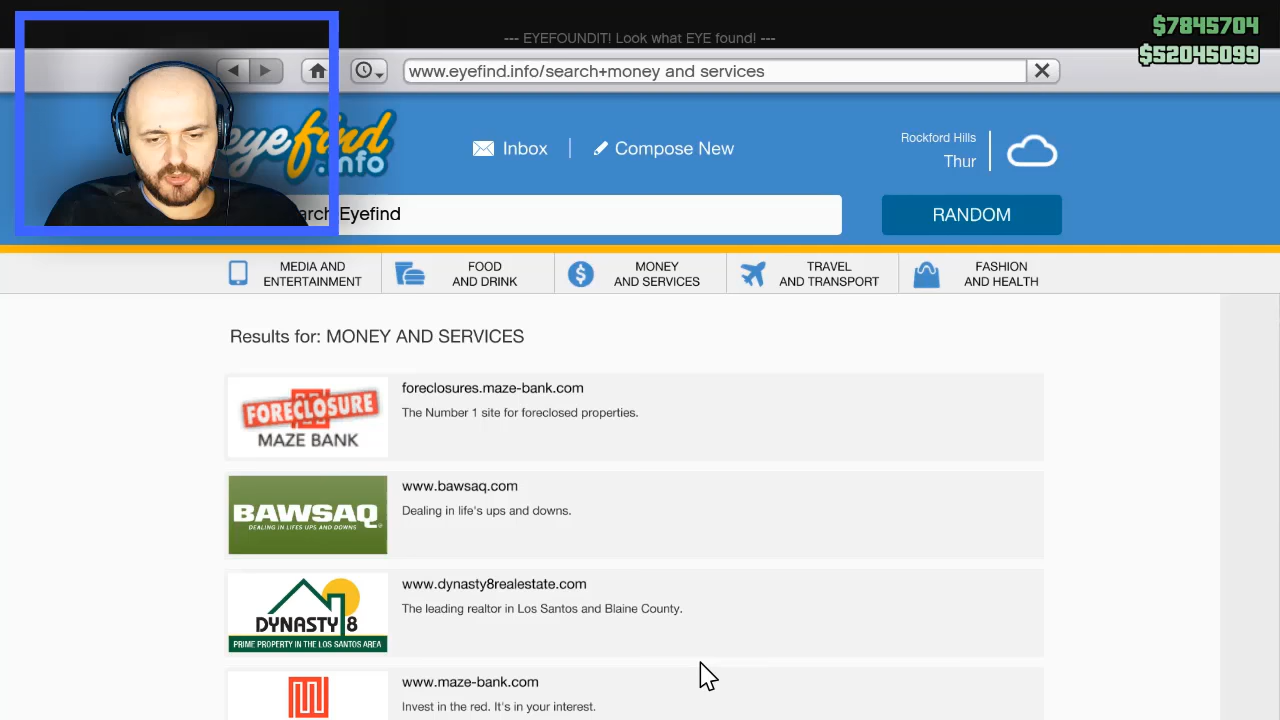 $7845704
--- EYEFOUNDIT! Look what EYE found! ---
$52045099
www.eyefind.info/search+money and services
eyefind
.info
Inbox
Compose New
Rockford Hills
Thur
arch Eyefind
RANDOM
MEDIA AND
ENTERTAINMENT
FOOD
AND DRINK
MONEY
AND SERVICES
TRAVEL
AND TRANSPORT
FASHION
AND HEALTH
Results for: MONEY AND SERVICES
FORECLOSURE
MAZE BANK
foreclosures.maze-bank.com
The Number 1 site for foreclosed properties.
BAWSAQ
DEALING IN LIFE'S UPS AND DOWNS
www.bawsaq.com
Dealing in life's ups and downs.
DYNASTY 8
PRIME PROPERTY IN THE LOS SANTOS AREA
www.dynasty8realestate.com
The leading realtor in Los Santos and Blaine County.
www.maze-bank.com
Invest in the red. It's in your interest.